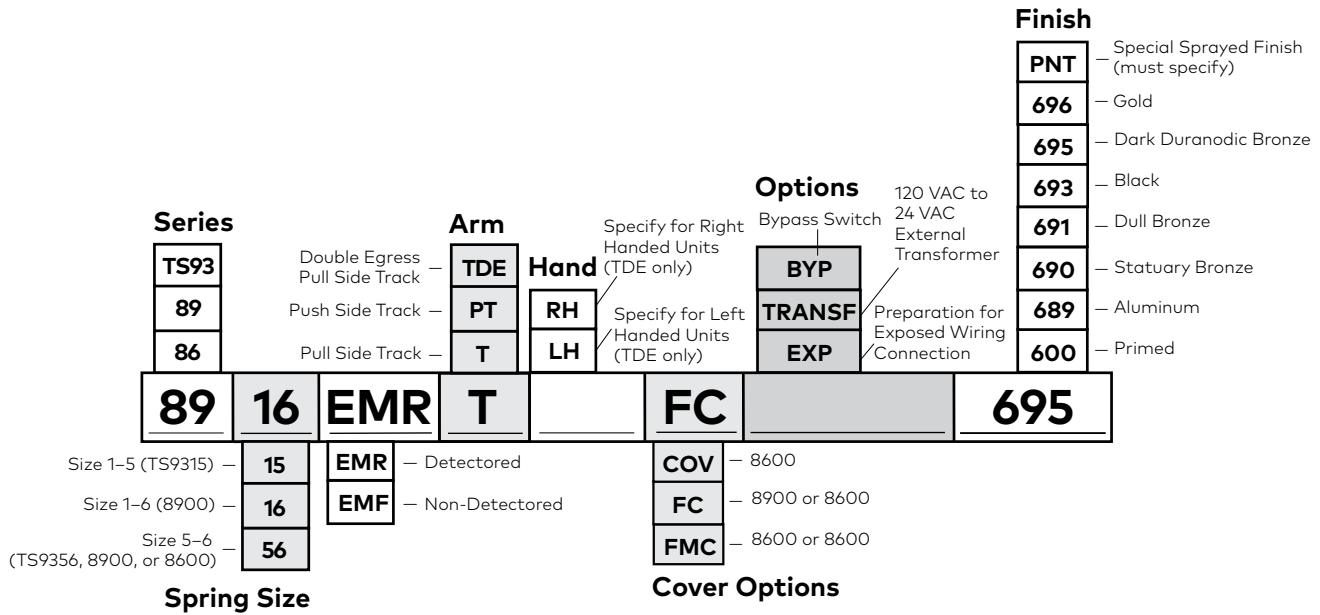 Finish
PNT
Special Sprayed Finish
(must specify)
696
Gold
695
Dark Duranodic Bronze
693
Black
691
Dull Bronze
690
Statuary Bronze
689
Aluminum
600
Primed
Series
TS93
89
86
Arm
Double Egress
Pull Side Track
TDE
Push Side Track
PT
Pull Side Track
T
Hand
RH
LH
Specify for Right
Handed Units
(TDE only)
Specify for Left
Handed Units
(TDE only)
Options
Bypass Switch
BYP
TRANSF
EXP
120 VAC to
24 VAC
External
Transformer
Preparation for
Exposed Wiring
Connection
89 16 EMR T FC 695
Size 1–5 (TS9315)
15
Size 1–6 (8900)
16
Size 5–6
(TS9356, 8900, or 8600)
56
Spring Size
EMR
Detectored
EMF
Non-Detectored
COV
8600
FC
8900 or 8600
FMC
8600 or 8600
Cover Options